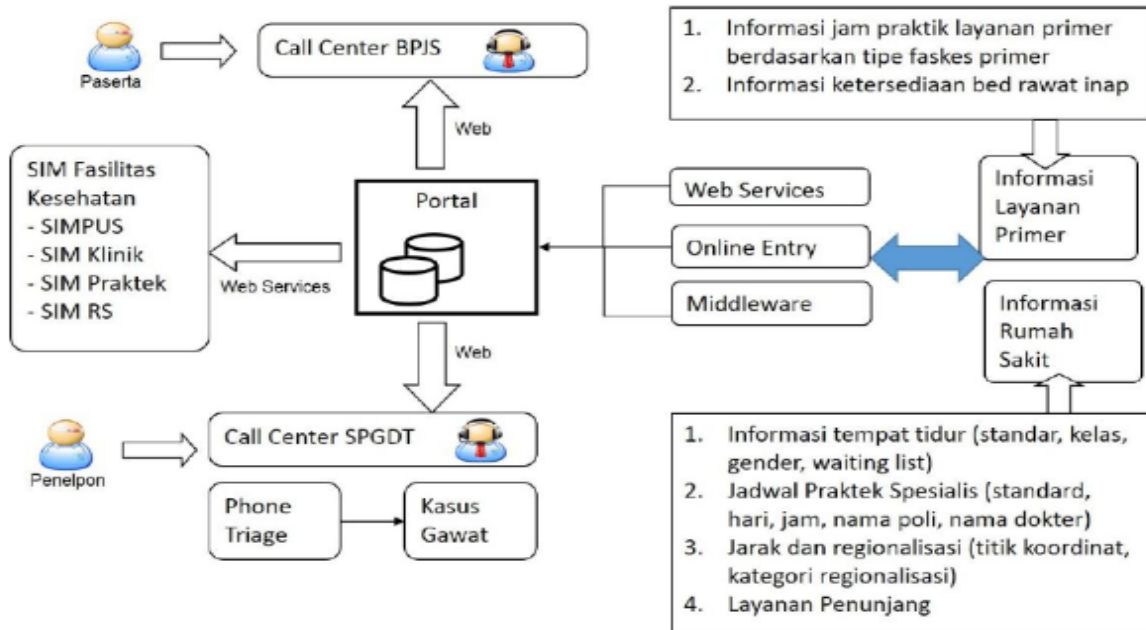 Paserta
Call Center BPJS
Web
1. Informasi jam praktik layanan primer
berdasarkan tipe faskes primer
2. Informasi ketersediaan bed rawat inap
SIM Fasilitas
Kesehatan
- SIMPUS
- SIM Klinik
- SIM Praktek
- SIM RS
Web Services
Portal
Web Services
Online Entry
Middleware
Informasi
Layanan
Primer
Informasi
Rumah
Sakit
Web
Penelpon
Call Center SPGDT
Phone
Triage
Kasus
Gawat
1. Informasi tempat tidur (standar, kelas,
gender, waiting list)
2. Jadwal Praktek Spesialis (standard,
hari, jam, nama poli, nama dokter)
3. Jarak dan regionalisasi (titik koordinat,
kategori regionalisasi)
4. Layanan Penunjang